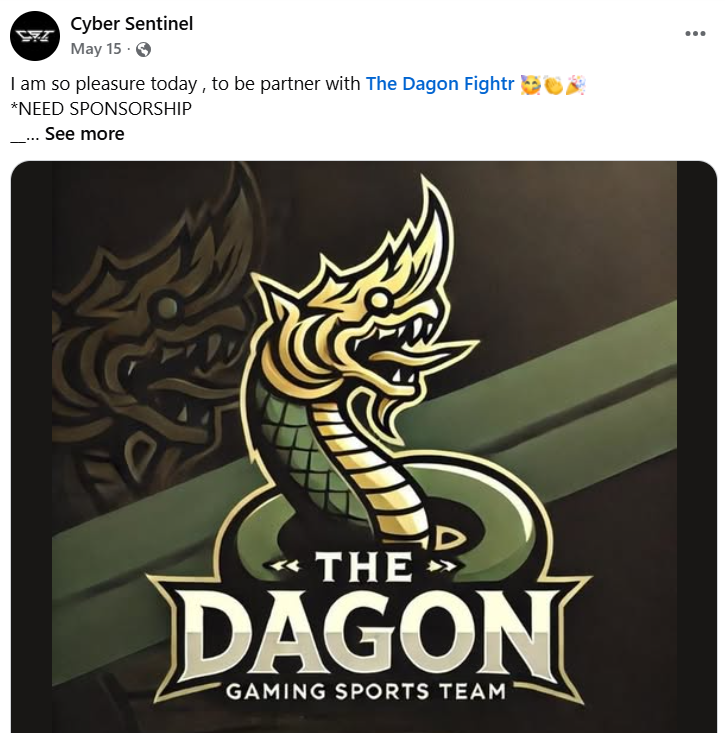 Cyber Sentinel
May 15 ·
I am so pleasure today , to be partner with The Dagon Fightr 🥳👏🎉
*NEED SPONSORSHIP
__... See more
THE
DAGON
GAMING SPORTS TEAM